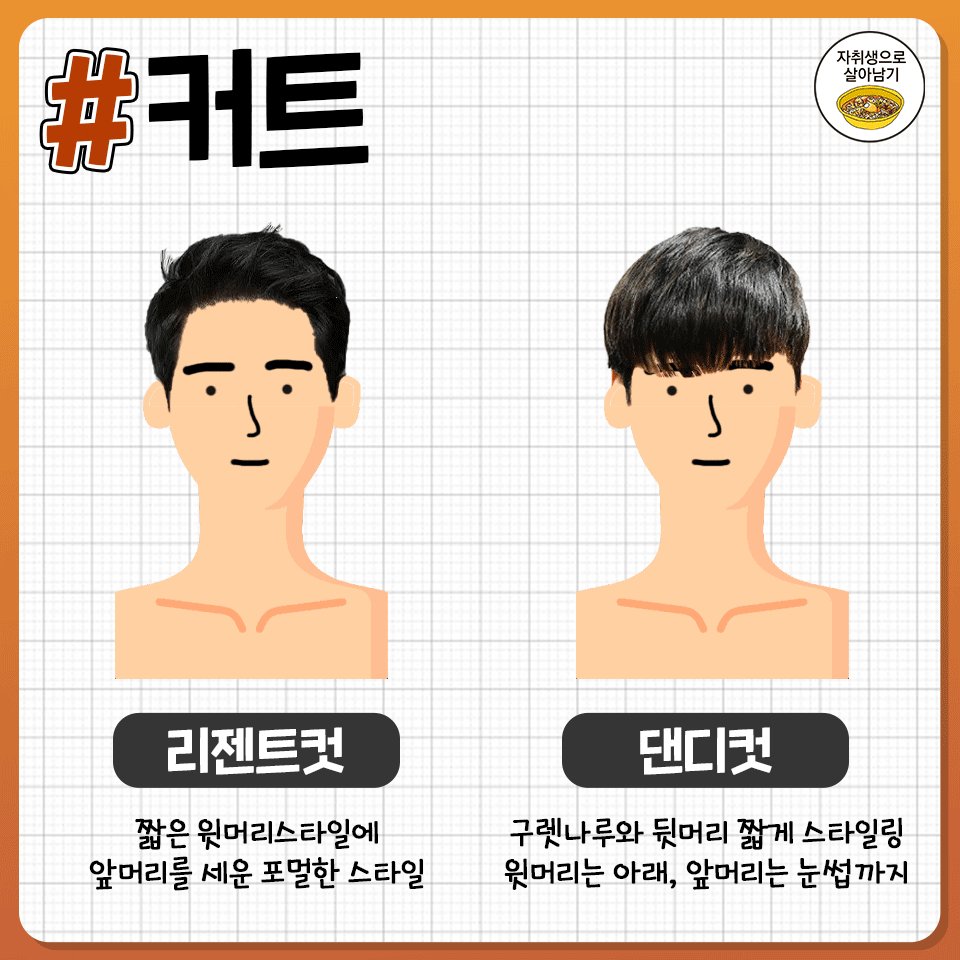 #커트
자취생으로
살아남기
리젠트컷
댄디컷
짧은 윗머리스타일에
앞머리를 세운 포멀한 스타일
구렛나루와 뒷머리 짧게 스타일링
윗머리는 아래, 앞머리는 눈썹까지